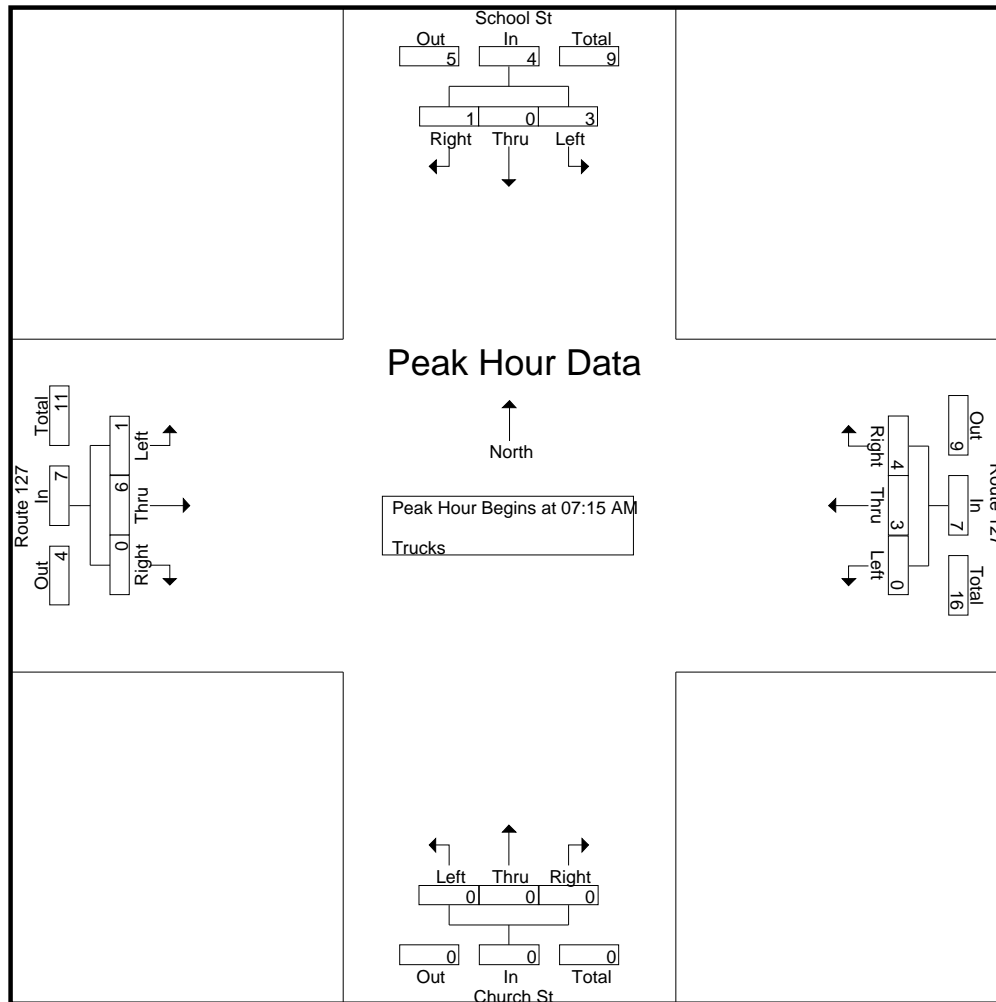 School St
Out In Total
5 4 9
1 0 3
Right Thru Left
Peak Hour Data
North
Peak Hour Begins at 07:15 AM
Trucks
Route 127
Total In Out
11 7 4
1 6 0
Left Thru Right
Right Thru Left
4 3 0
Out In Total
9 7 16
Route 127
Left Thru Right
0 0 0
0 0 0
Out In Total
Church St